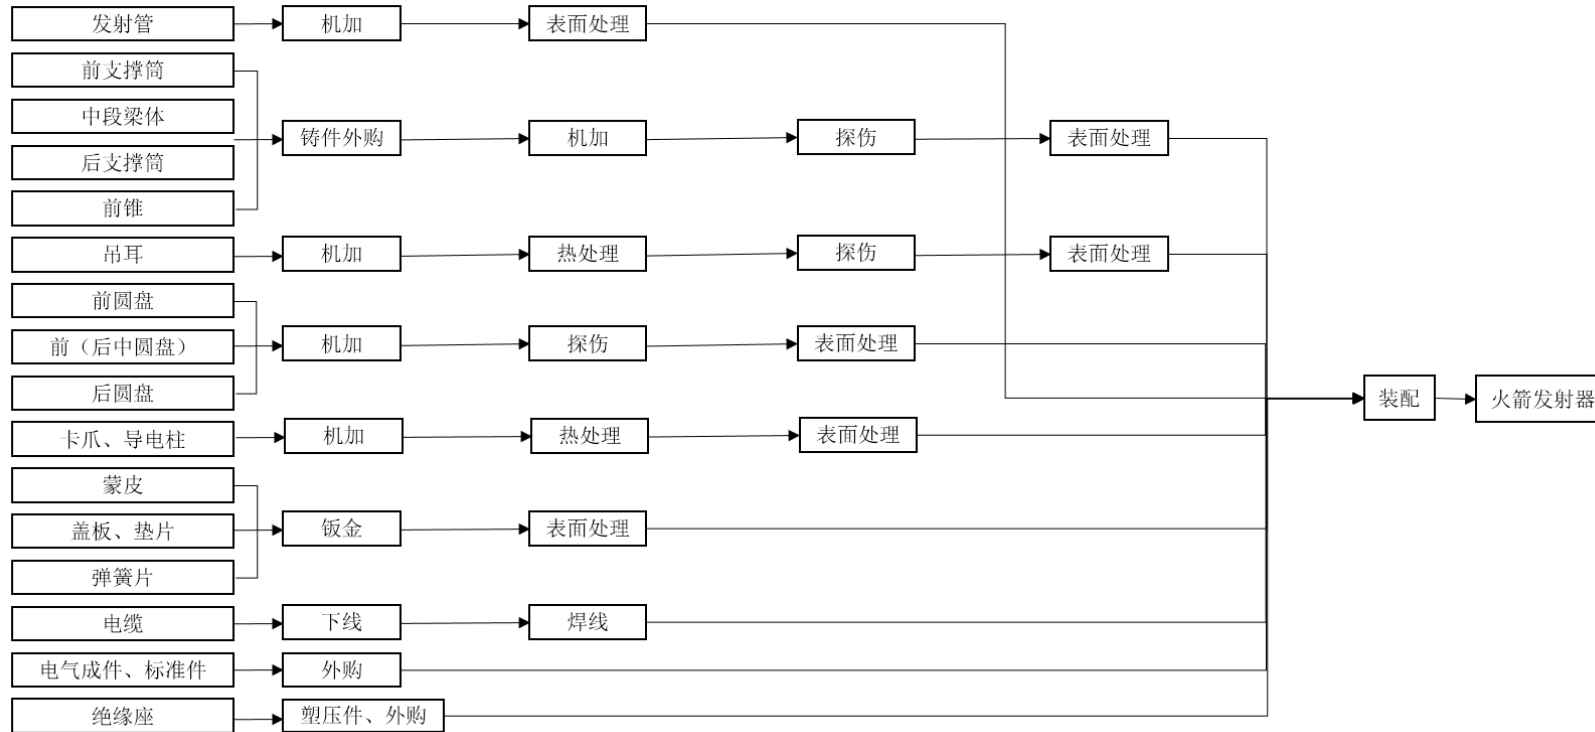 发射管
机加
表面处理
前支撑筒
中段梁体
后支撑筒
前锥
铸件外购
机加
探伤
表面处理
吊耳
机加
热处理
探伤
表面处理
前圆盘
前（后中圆盘）
后圆盘
机加
探伤
表面处理
卡爪、导电柱
机加
热处理
表面处理
蒙皮
盖板、垫片
弹簧片
钣金
表面处理
电缆
下线
焊线
电气成件、标准件
外购
绝缘座
塑压件、外购
装配
火箭发射器